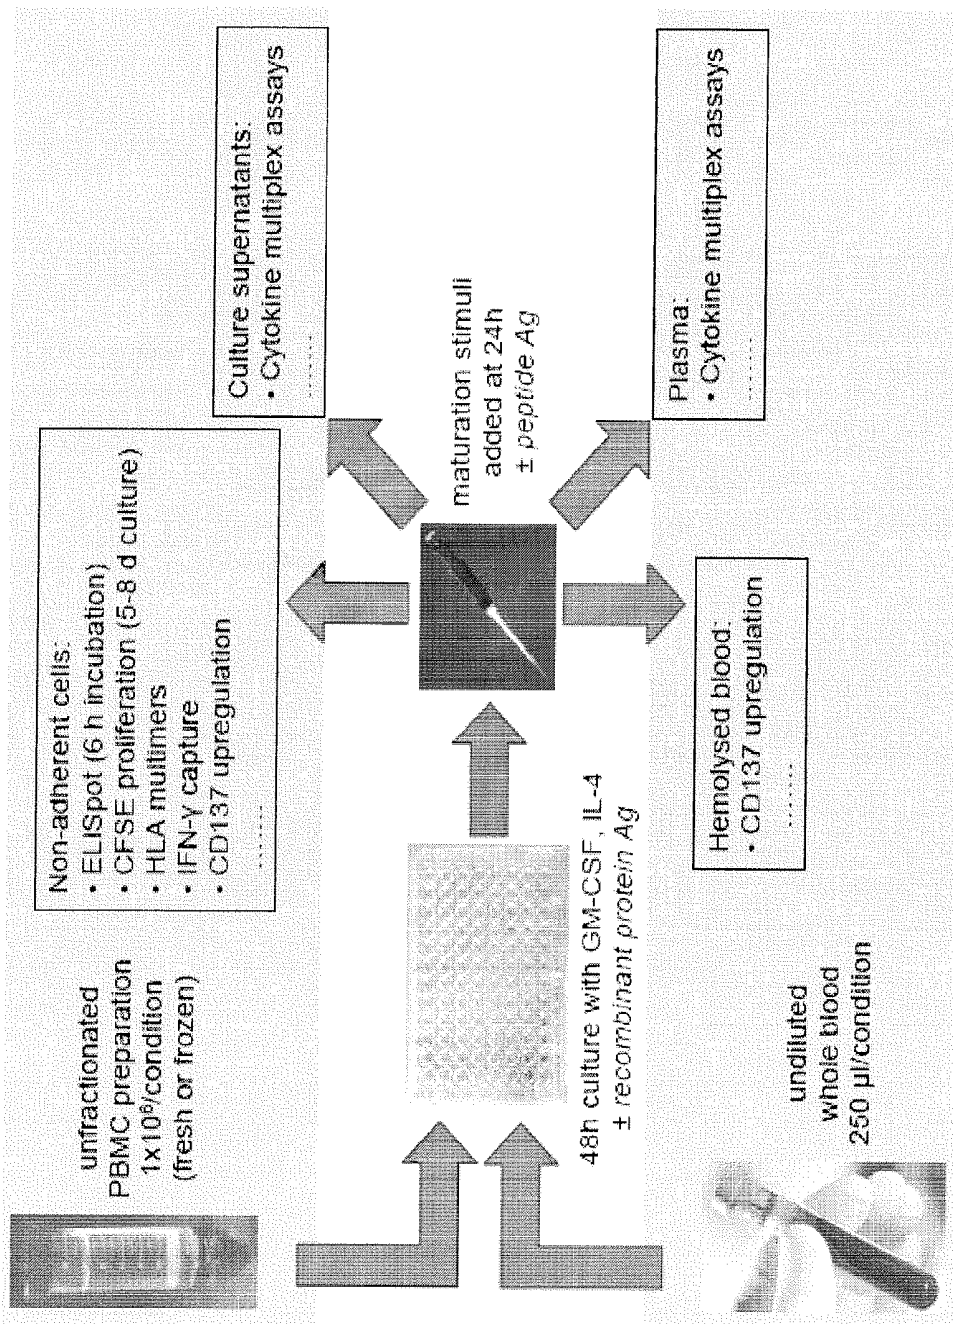 unfractionated
PBMC preparation
1x10⁶/condition
(fresh or frozen)
Non-adherent cells:
• ELISpot (6 h incubation)
• CFSE proliferation (5-8 d culture)
• HLA multimers
• IFN-γ capture
• CD137 upregulation
........
Culture supernatants:
• Cytokine multiplex assays
.......
48h culture with GM-CSF, IL-4
± recombinant protein Ag
maturation stimuli
added at 24h
± peptide Ag
undiluted
whole blood
250 µl/condition
Hemolysed blood:
• CD137 upregulation
........
Plasma:
• Cytokine multiplex assays
.......